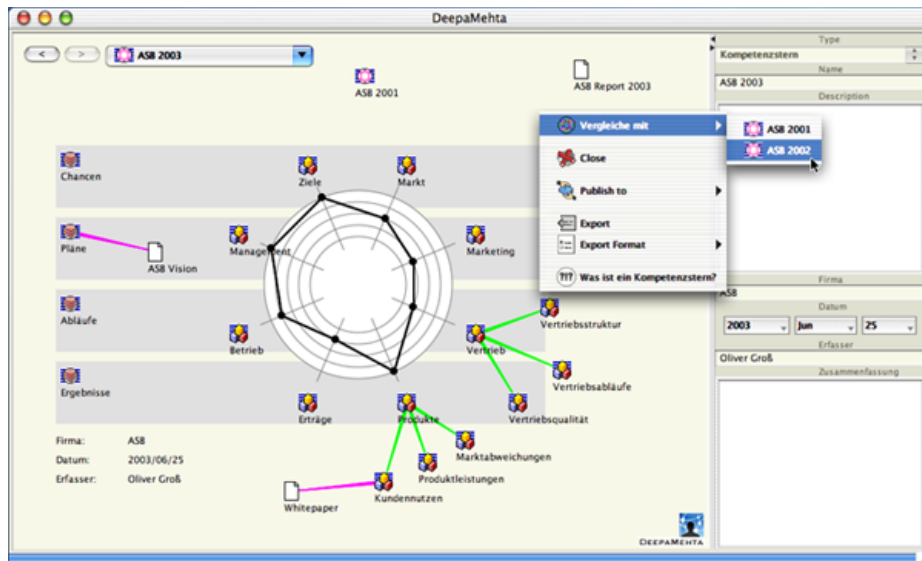 DeepaMehta
< > ASB 2003
ASB 2001
ASB Report 2003
Type
Kompetenzstern
Name
ASB 2003
Description
Vergleiche mit
ASB 2001
ASB 2002
Close
Publish to
Export
Export Format
??? Was ist ein Kompetenzstern?
Chancen
Ziele
Markt
Pläne
ASB Vision
Management
Marketing
Abläufe
Betrieb
Vertrieb
Vertriebsstruktur
Vertriebsabläufe
Vertriebsqualität
Ergebnisse
Erträge
Produkte
Marktabweichungen
Produktleistungen
Kundennutzen
Whitepaper
Firma: ASB
Datum: 2003/06/25
Erfasser: Oliver Groß
DEEPAMEHTA
Firma
ASB
Datum
2003 Jun 25
Erfasser
Oliver Groß
Zusammenfassung